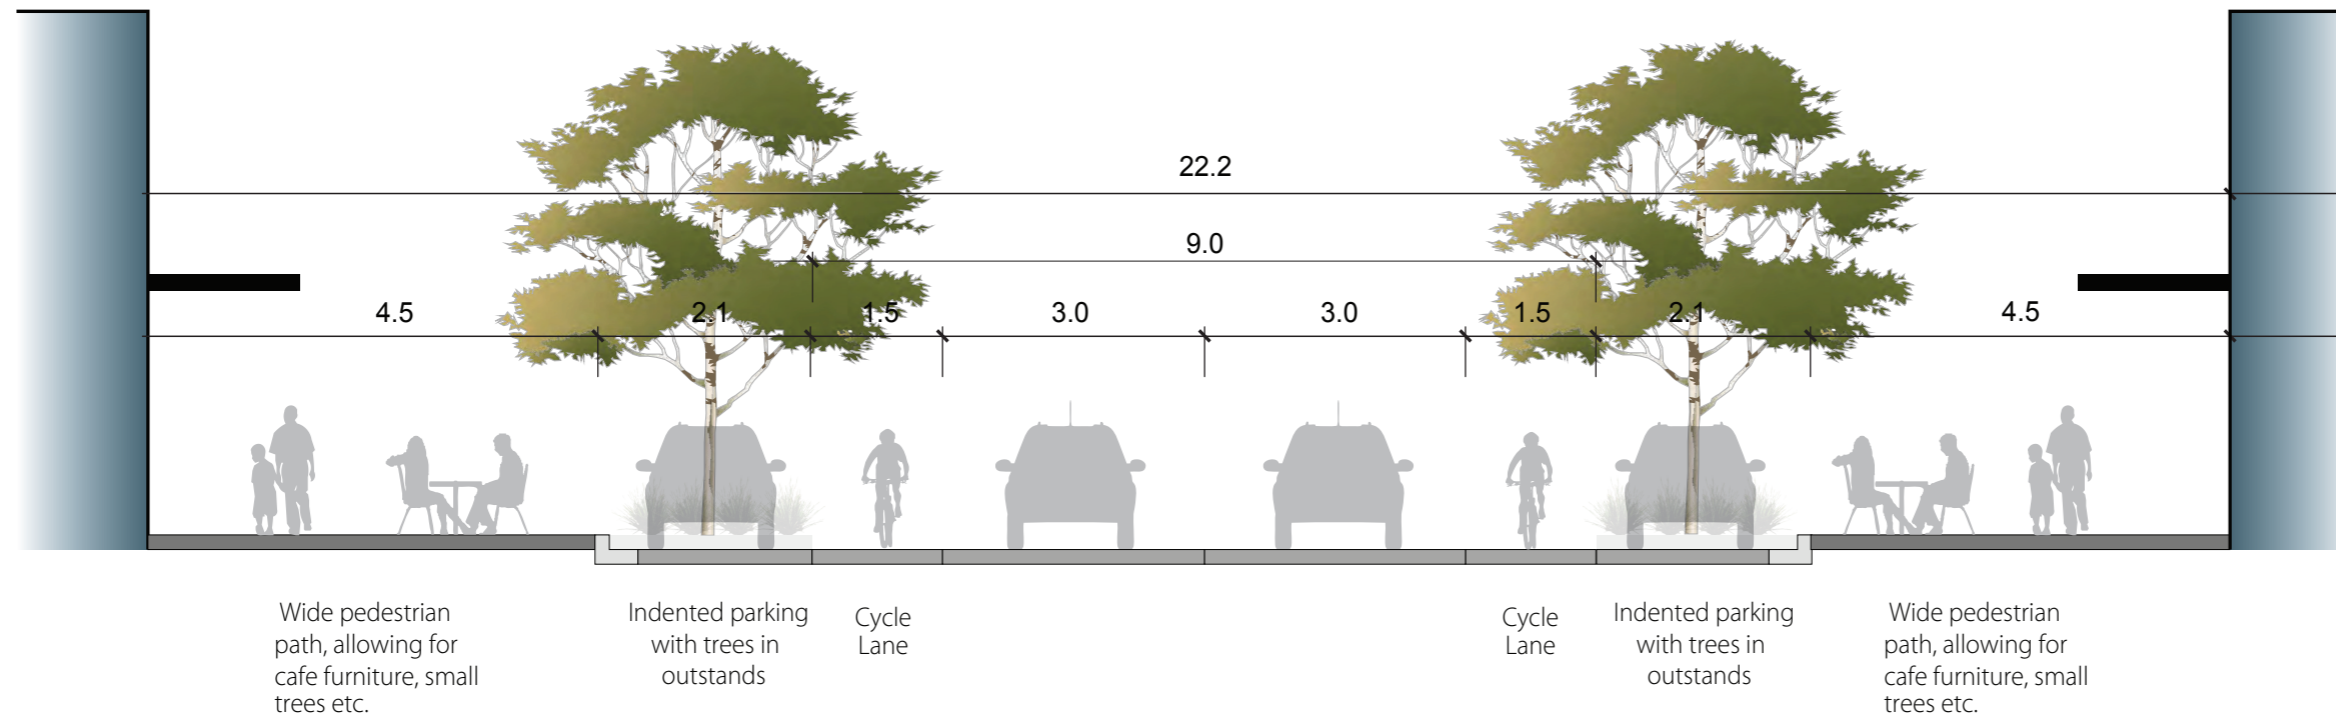 22.2
9.0
4.5
2.1
1.5
3.0
3.0
1.5
2.1
4.5
Wide pedestrian
path, allowing for
cafe furniture, small
trees etc.
Indented parking
with trees in
outstands
Cycle
Lane
Cycle
Lane
Indented parking
with trees in
outstands
Wide pedestrian
path, allowing for
cafe furniture, small
trees etc.